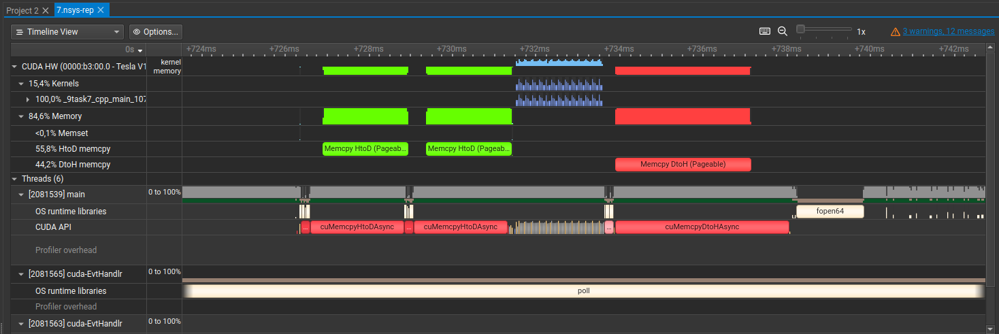 Project 2
7.nsys-rep
Timeline View
Options...
1x
3 warnings, 12 messages
0s
+724ms +726ms +728ms +730ms +732ms +734ms +736ms +738ms +740ms +742ms
CUDA HW (0000:b3:00.0 - Tesla V1
kernel
memory
15,4% Kernels
100,0% _9task7_cpp_main_107
84,6% Memory
<0,1% Memset
55,8% HtoD memcpy
Memcpy HtoD (Pageab... Memcpy HtoD (Pageab...
44,2% DtoH memcpy
Memcpy DtoH (Pageable)
Threads (6)
[2081539] main
0 to 100%
OS runtime libraries
fopen64
CUDA API
... cuMemcpyHtoDAsync ... cuMemcpyHtoDAsync ... cuMemcpyDtoHAsync
Profiler overhead
[2081565] cuda-EvtHandlr
0 to 100%
OS runtime libraries
poll
Profiler overhead
[2081563] cuda-EvtHandlr
0 to 100%